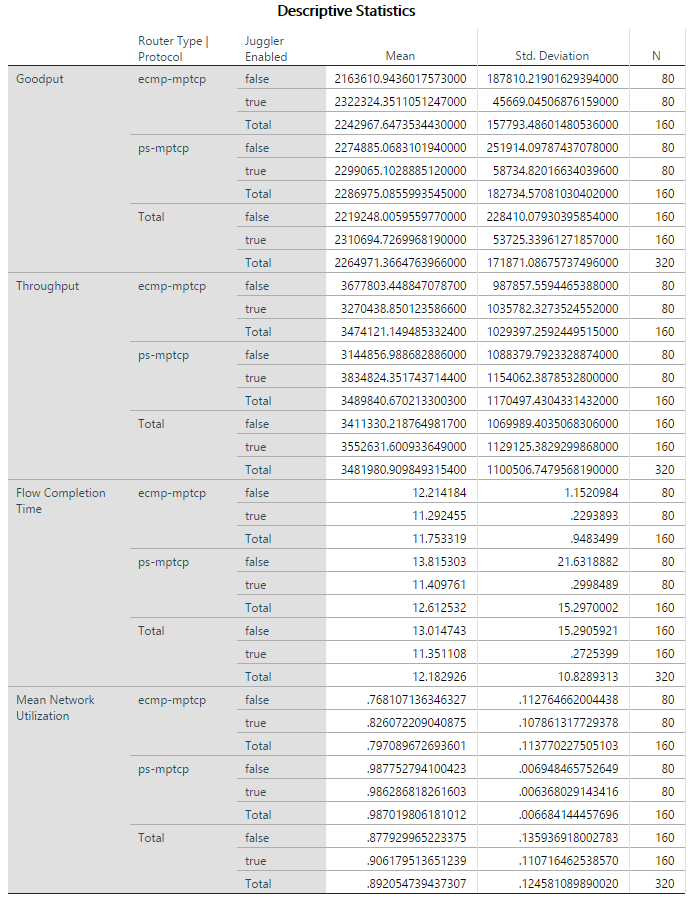 Descriptive Statistics
Router Type | Protocol Juggler Enabled Mean Std. Deviation N
Goodput ecmp-mptcp false 2163610.9436017573000 187810.21901629394000 80
true 2322324.3511051247000 45669.04506876159000 80
Total 2242967.6473534430000 157793.48601480536000 160
ps-mptcp false 2274885.0683101940000 251914.09787437078000 80
true 2299065.1028885120000 58734.82016634039600 80
Total 2286975.0855993545000 182734.57081030402000 160
Total false 2219248.0059559770000 228410.07930395854000 160
true 2310694.7269968190000 53725.33961271857000 160
Total 2264971.3664763966000 171871.08675737496000 320
Throughput ecmp-mptcp false 3677803.448847078700 987857.5594465388000 80
true 3270438.850123586600 1035782.3273524552000 80
Total 3474121.149485332400 1029397.2592449515000 160
ps-mptcp false 3144856.988682886000 1088379.7923328874000 80
true 3834824.351743714400 1154062.3878532800000 80
Total 3489840.670213300300 1170497.4304331432000 160
Total false 3411330.218764981700 1069989.4035068306000 160
true 3552631.600933649000 1129125.3829299868000 160
Total 3481980.909849315400 1100506.7479568190000 320
Flow Completion Time ecmp-mptcp false 12.214184 1.1520984 80
true 11.292455 .2293893 80
Total 11.753319 .9483499 160
ps-mptcp false 13.815303 21.6318882 80
true 11.409761 .2998489 80
Total 12.612532 15.2970002 160
Total false 13.014743 15.2905921 160
true 11.351108 .2725399 160
Total 12.182926 10.8289313 320
Mean Network Utilization ecmp-mptcp false .768107136346327 .112764662004438 80
true .826072209040875 .107861317729378 80
Total .797089672693601 .113770227505103 160
ps-mptcp false .987752794100423 .006948465752649 80
true .986286818261603 .006368029143416 80
Total .987019806181012 .006684144457696 160
Total false .877929965223375 .135936918002783 160
true .906179513651239 .110716462538570 160
Total .892054739437307 .124581089890020 320